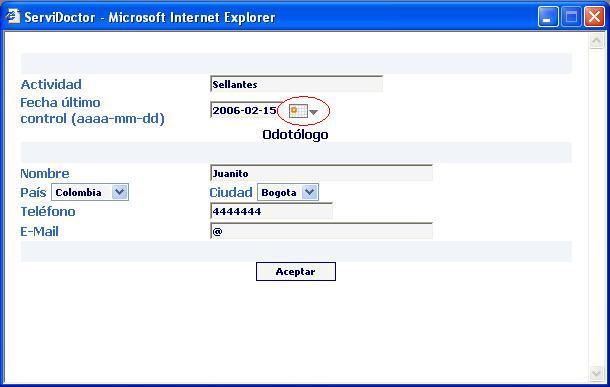 ServiDoctor - Microsoft Internet Explorer
Actividad Sellantes
Fecha último
control (aaaa-mm-dd) 2006-02-15
Odotólogo
Nombre Juanito
País Colombia Ciudad Bogota
Teléfono 4444444
E-Mail @
Aceptar